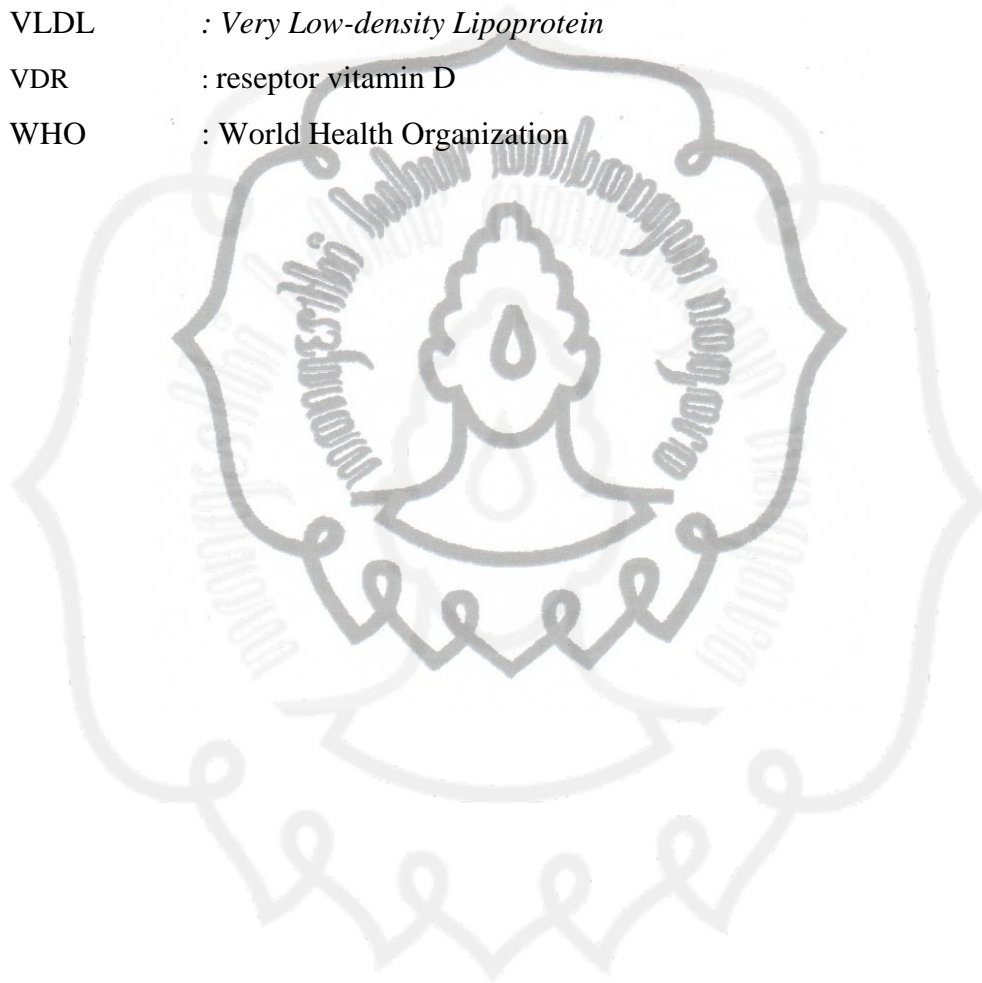 VLDL : Very Low-density Lipoprotein
VDR : reseptor vitamin D
WHO : World Health Organization